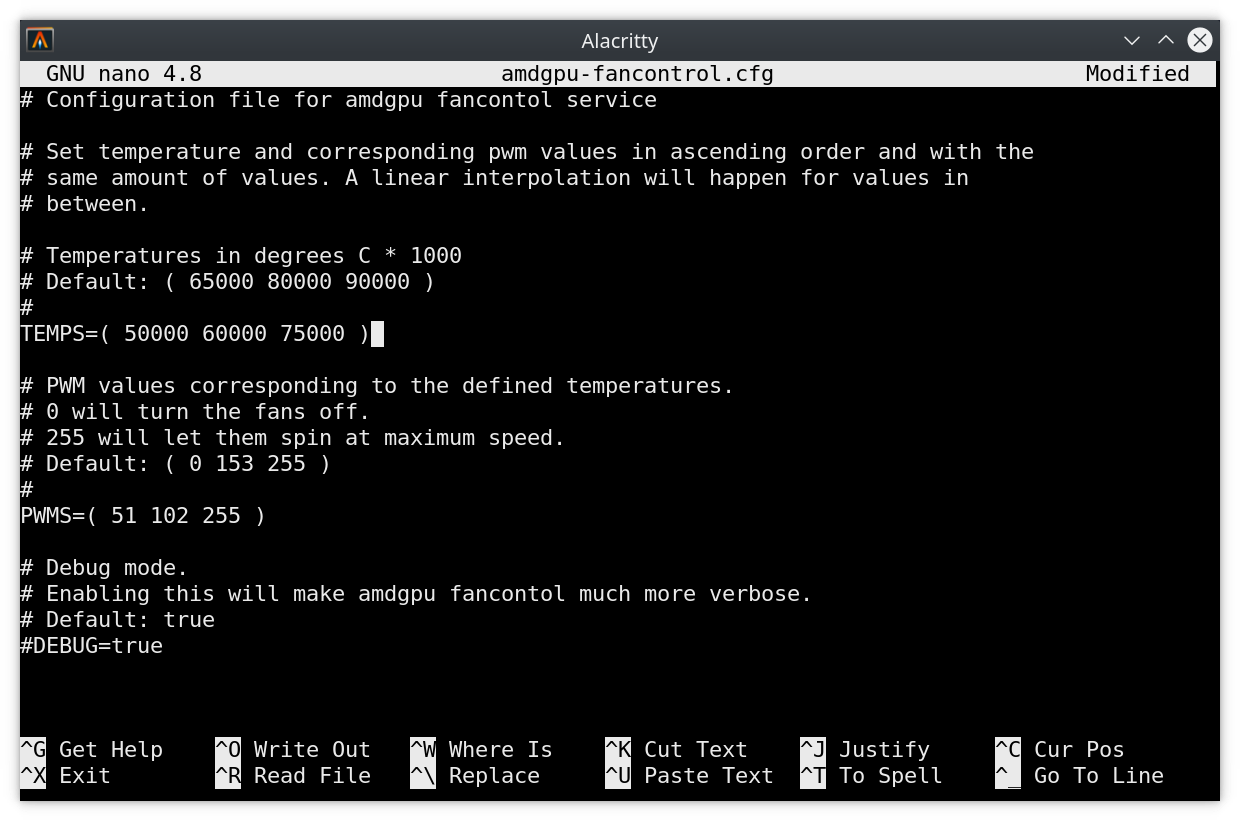 Alacritty
GNU nano 4.8 amdgpu-fancontrol.cfg Modified
# Configuration file for amdgpu fancontol service
# Set temperature and corresponding pwm values in ascending order and with the
# same amount of values. A linear interpolation will happen for values in
# between.
# Temperatures in degrees C * 1000
# Default: ( 65000 80000 90000 )
#
TEMPS=( 50000 60000 75000 )
# PWM values corresponding to the defined temperatures.
# 0 will turn the fans off.
# 255 will let them spin at maximum speed.
# Default: ( 0 153 255 )
#
PWMS=( 51 102 255 )
# Debug mode.
# Enabling this will make amdgpu fancontol much more verbose.
# Default: true
#DEBUG=true
^G Get Help ^O Write Out ^W Where Is ^K Cut Text ^J Justify ^C Cur Pos
^X Exit ^R Read File ^\ Replace ^U Paste Text ^T To Spell ^_ Go To Line